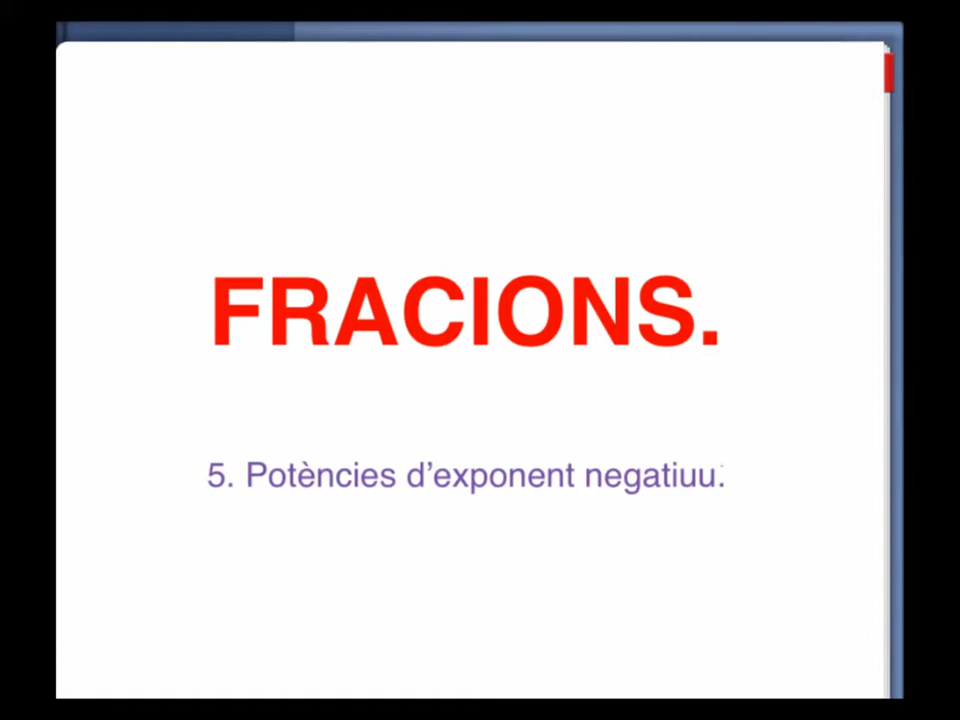 FRACIONS.
5. Potències d’exponent negatiuu.